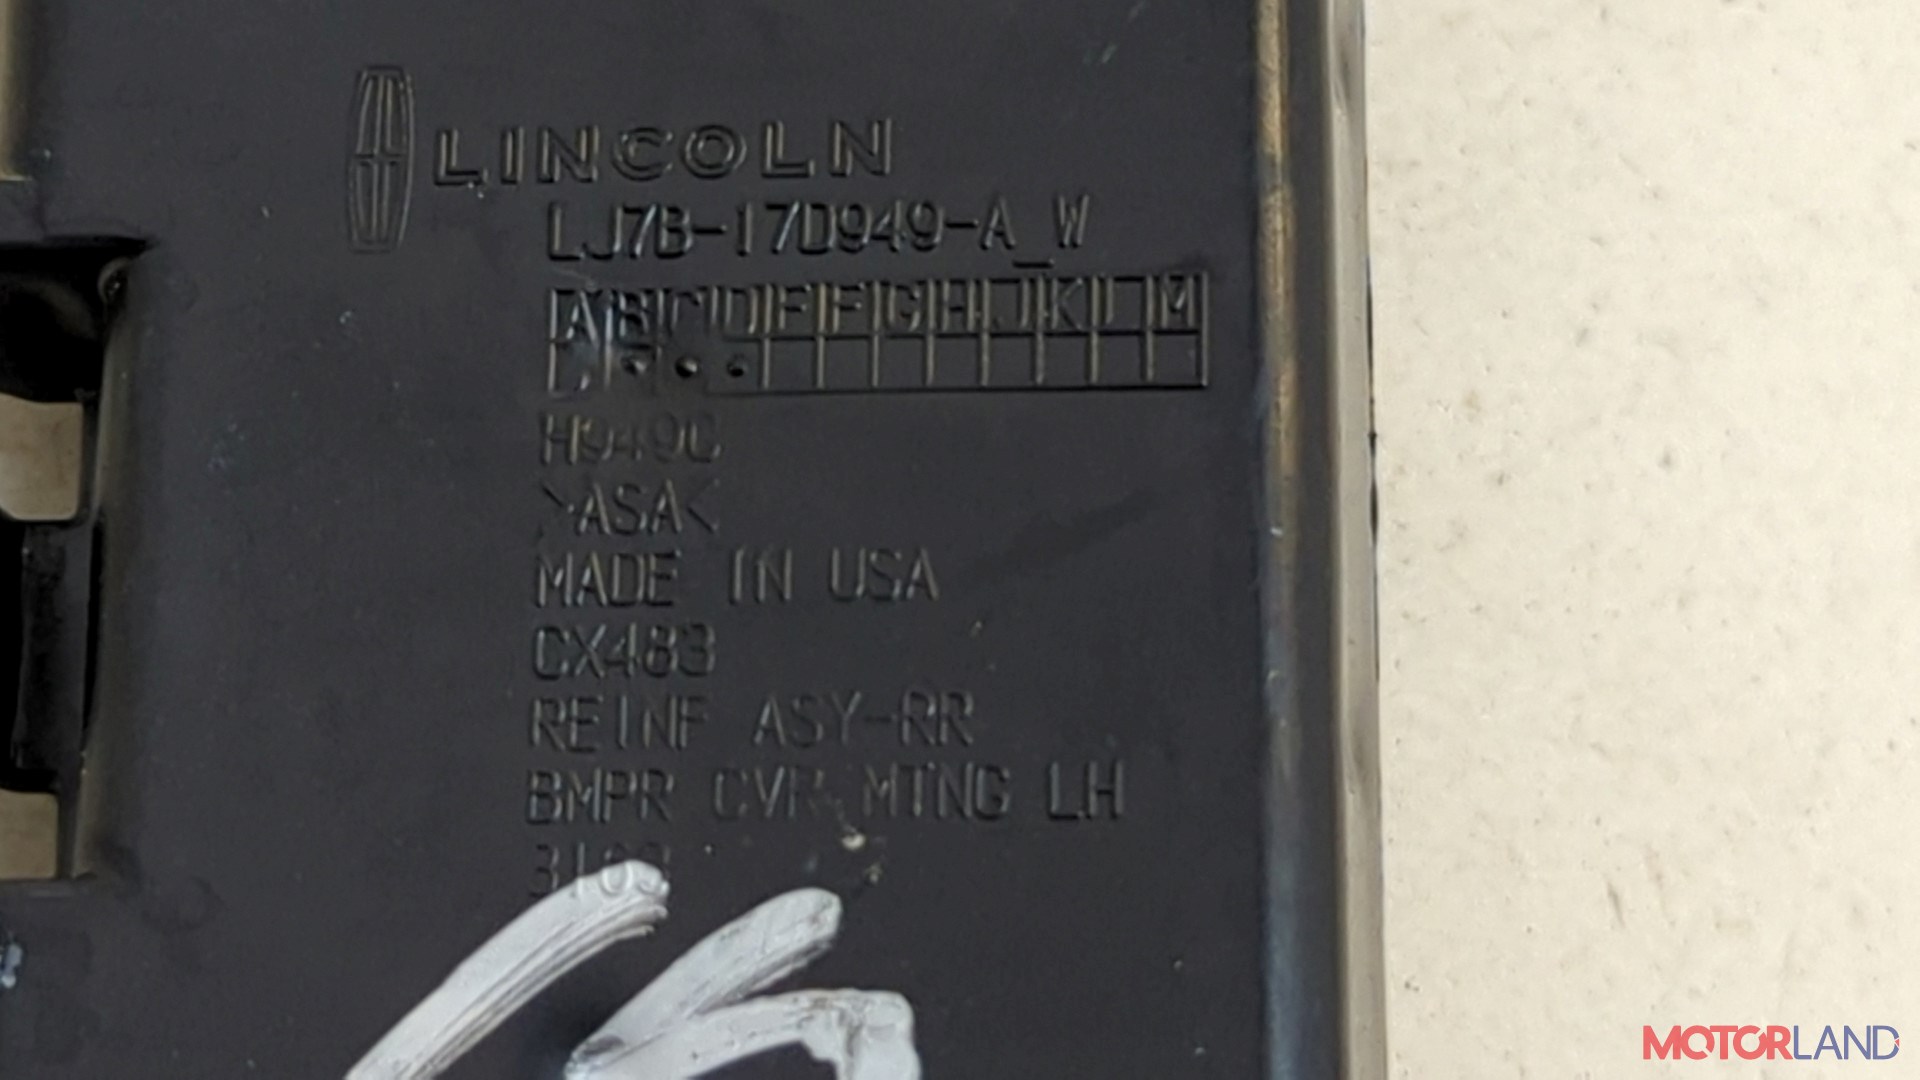 LINCOLN
LJ7B-17D949-A_W
A B C D E F G H J K L M
H949C
>ASA<
MADE IN USA
CX483
REINF ASY-RR
BMPR CVR MTNG LH
MOTORLAND